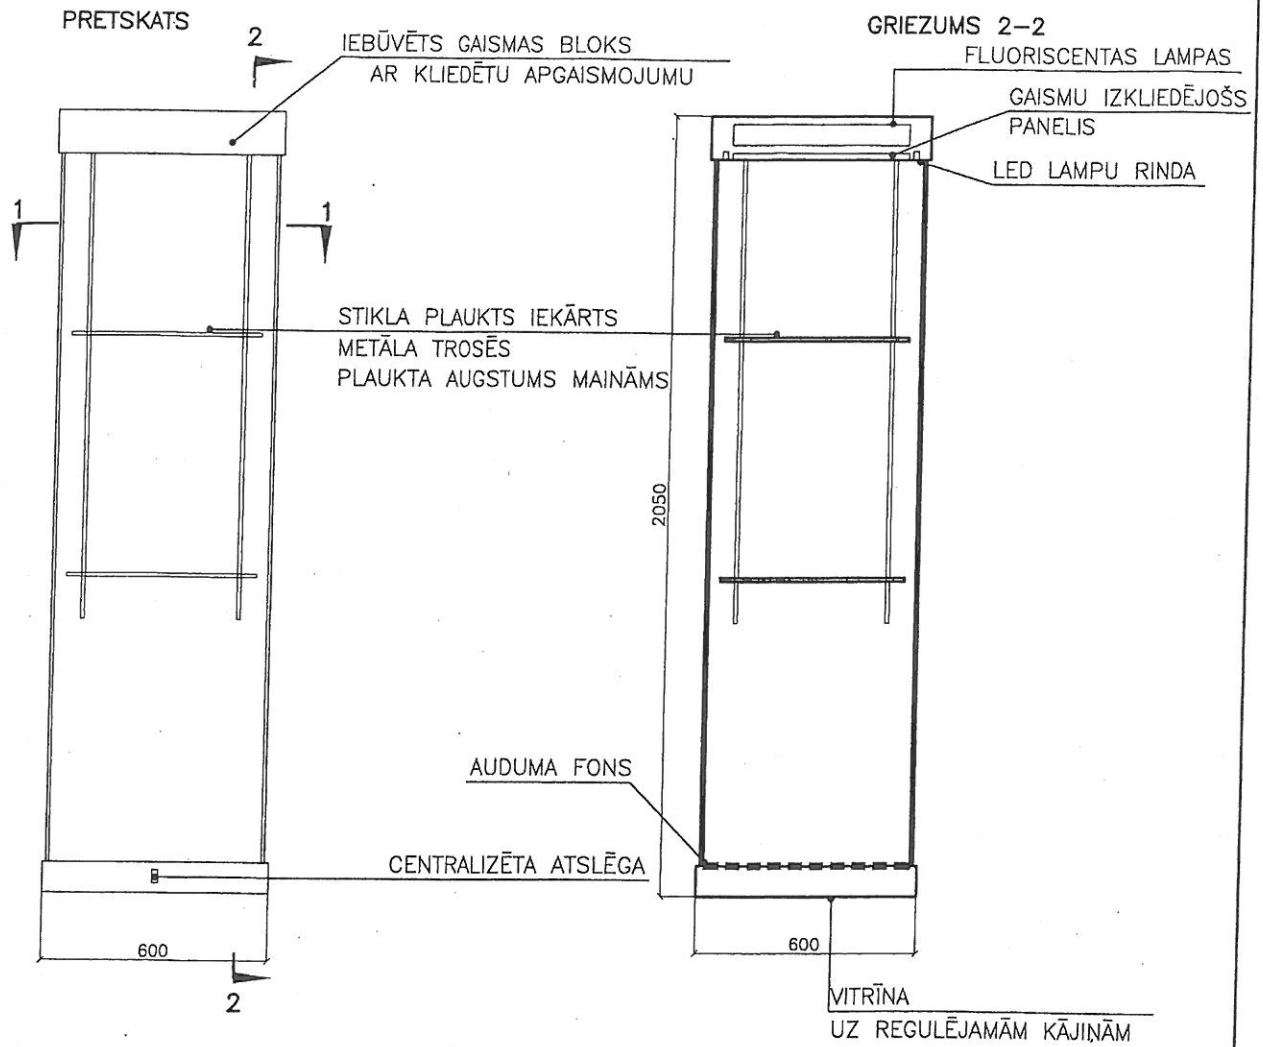 PRETSKATS
GRIEZUMS 2-2
2
IEBŪVĒTS GAISMAS BLOKS
AR KLIEDĒTU APGAISMOJUMU
FLUORISCENTAS LAMPAS
GAISMU IZKLIEDĒJOŠS
PANELIS
LED LAMPU RINDA
1
1
STIKLA PLAUKTS IEKĀRTS
METĀLA TROSĒS
PLAUKTA AUGSTUMS MAINĀMS
2050
AUDUMA FONS
CENTRALIZĒTA ATSLĒGA
600
600
2
VITRĪNA
UZ REGULĒJAMĀM KĀJIŅĀM